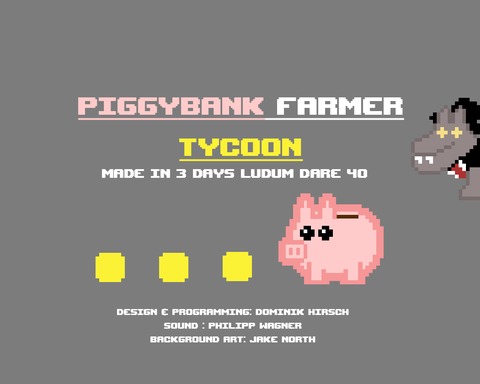 PIGGYBANK FARMER
TYCOON
MADE IN 3 DAYS LUDUM DARE 40
DESIGN & PROGRAMMING: DOMINIK HIRSCH
SOUND : PHILIPP WAGNER
BACKGROUND ART: JAKE NORTH